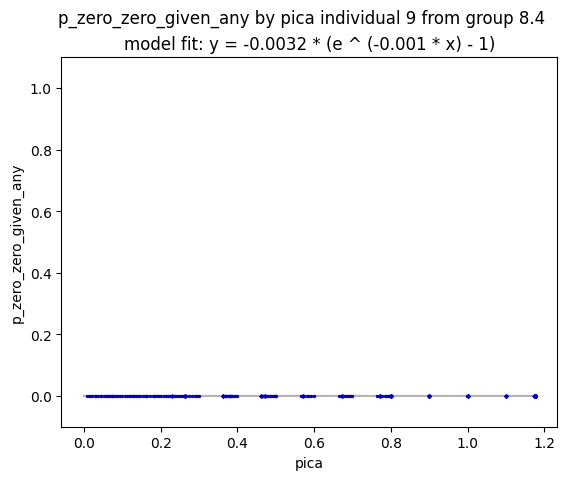 p_zero_zero_given_any by pica individual 9 from group 8.4
model fit: y = -0.0032 * (e ^ (-0.001 * x) - 1)
1.0
0.8
0.6
0.4
0.2
0.0
p_zero_zero_given_any
0.0 0.2 0.4 0.6 0.8 1.0 1.2
pica